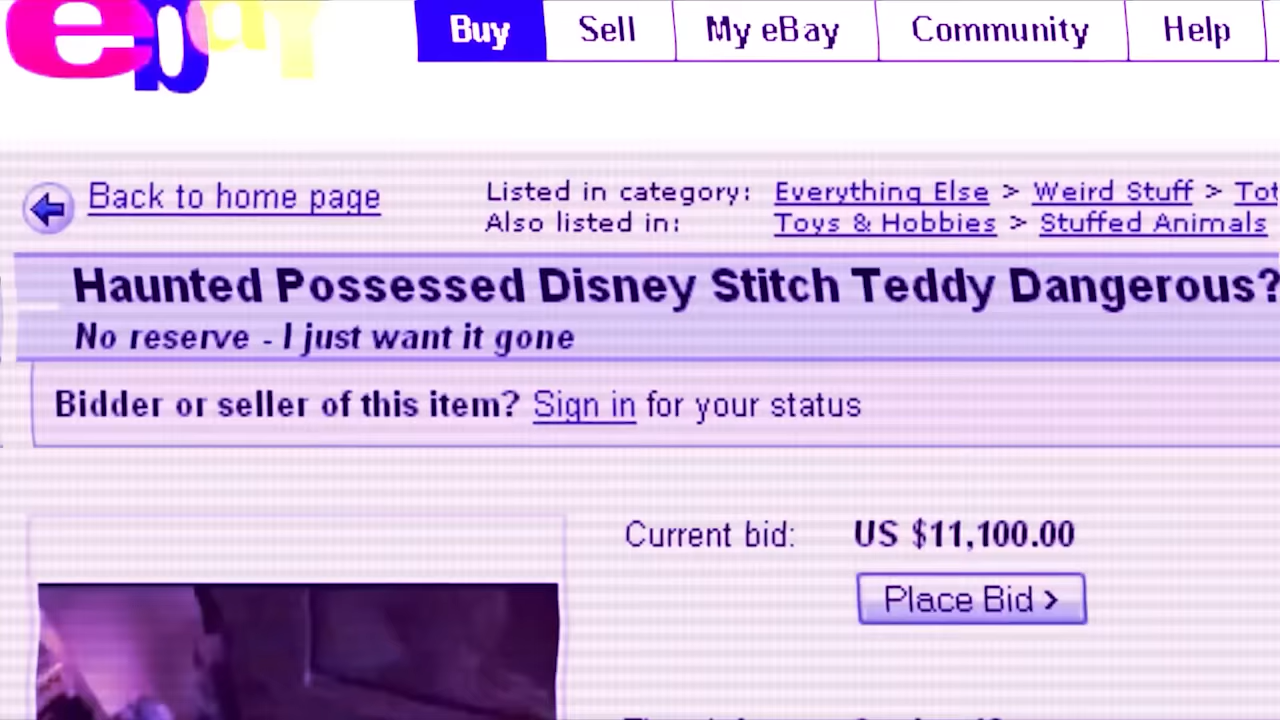 ebay
Buy Sell My eBay Community Help
Back to home page
Listed in category: Everything Else > Weird Stuff >
Also listed in: Toys & Hobbies > Stuffed Animals
Haunted Possessed Disney Stitch Teddy Dangerous?
No reserve - I just want it gone
Bidder or seller of this item? Sign in for your status
Current bid: US $11,100.00
Place Bid >